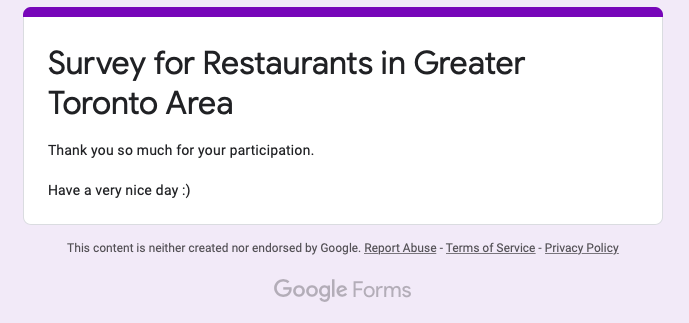 Survey for Restaurants in Greater
Toronto Area
Thank you so much for your participation.
Have a very nice day :)
This content is neither created nor endorsed by Google. Report Abuse - Terms of Service - Privacy Policy
Google Forms